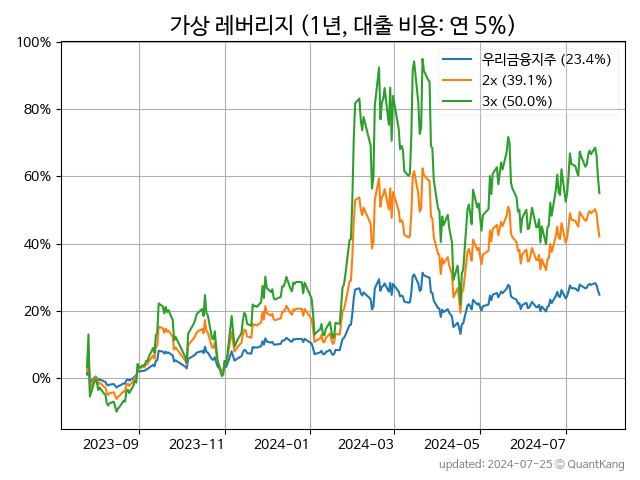 가상 레버리지 (1년, 대출 비용: 연 5%)
100%
80%
60%
40%
20%
0%
우리금융지주 (23.4%)
2x (39.1%)
3x (50.0%)
2023-09 2023-11 2024-01 2024-03 2024-05 2024-07
updated: 2024-07-25 © QuantKang